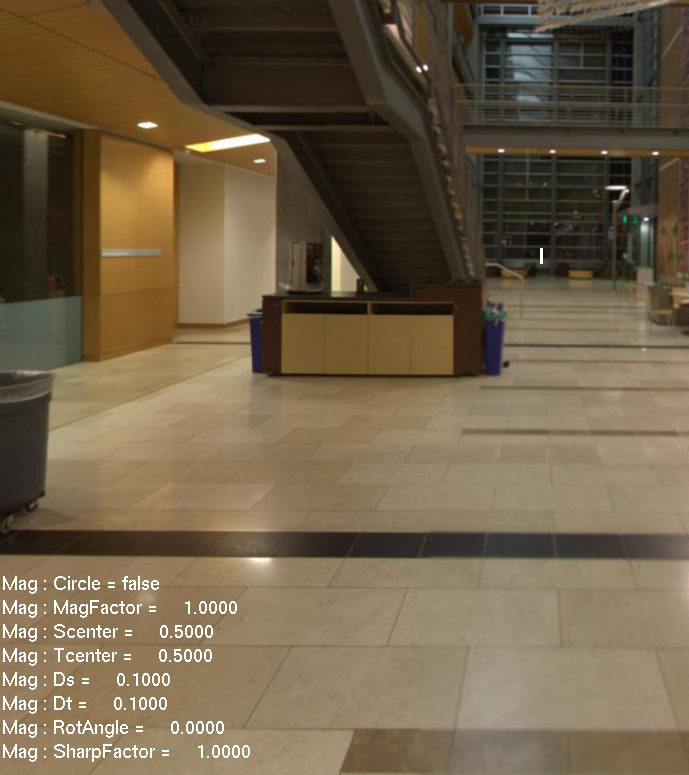 Mag : Circle = false
Mag : MagFactor = 1.0000
Mag : Scenter = 0.5000
Mag : Tcenter = 0.5000
Mag : Ds = 0.1000
Mag : Dt = 0.1000
Mag : RotAngle = 0.0000
Mag : SharpFactor = 1.0000